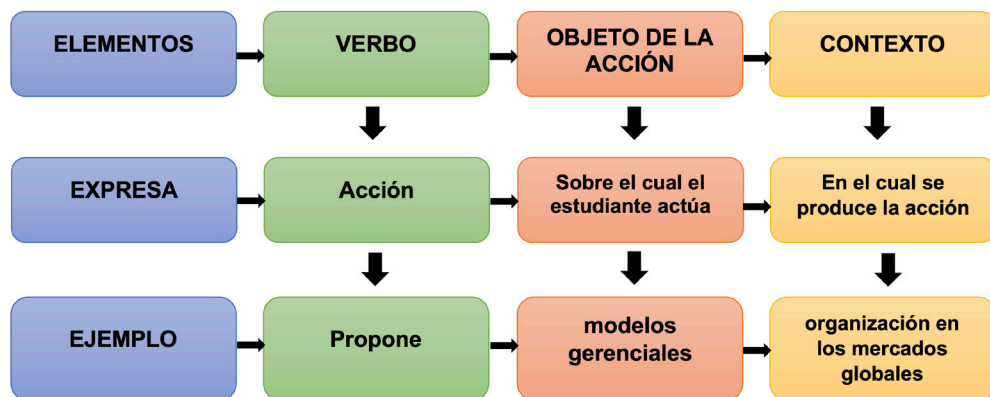 ELEMENTOS
VERBO
OBJETO DE LA
ACCIÓN
CONTEXTO
EXPRESA
Acción
Sobre el cual el
estudiante actúa
En el cual se
produce la acción
EJEMPLO
Propone
modelos
gerenciales
organización en
los mercados
globales